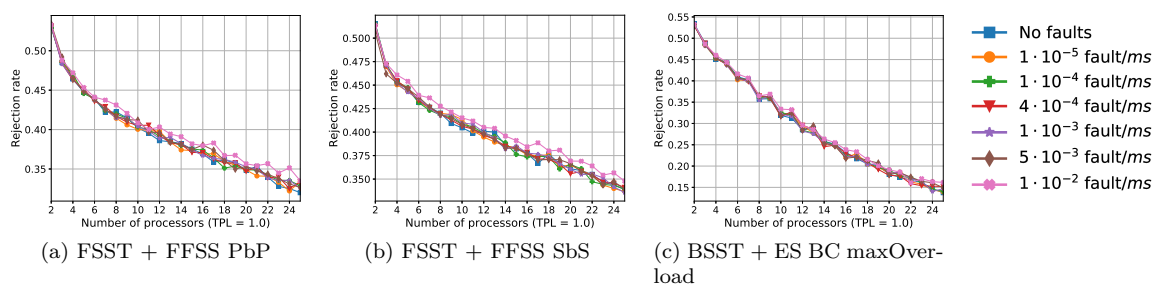 Rejection rate
0.50
0.45
0.40
0.35
2 4 6 8 10 12 14 16 18 20 22 24
Number of processors (TPL = 1.0)
(a) FSST + FFSS PbP
Rejection rate
0.500
0.475
0.450
0.425
0.400
0.375
0.350
2 4 6 8 10 12 14 16 18 20 22 24
Number of processors (TPL = 1.0)
(b) FSST + FFSS SbS
Rejection rate
0.55
0.50
0.45
0.40
0.35
0.30
0.25
0.20
0.15
2 4 6 8 10 12 14 16 18 20 22 24
Number of processors (TPL = 1.0)
(c) BSST + ES BC maxOver-
load
No faults
1 · 10⁻⁵ fault/ms
1 · 10⁻⁴ fault/ms
4 · 10⁻⁴ fault/ms
1 · 10⁻³ fault/ms
5 · 10⁻³ fault/ms
1 · 10⁻² fault/ms